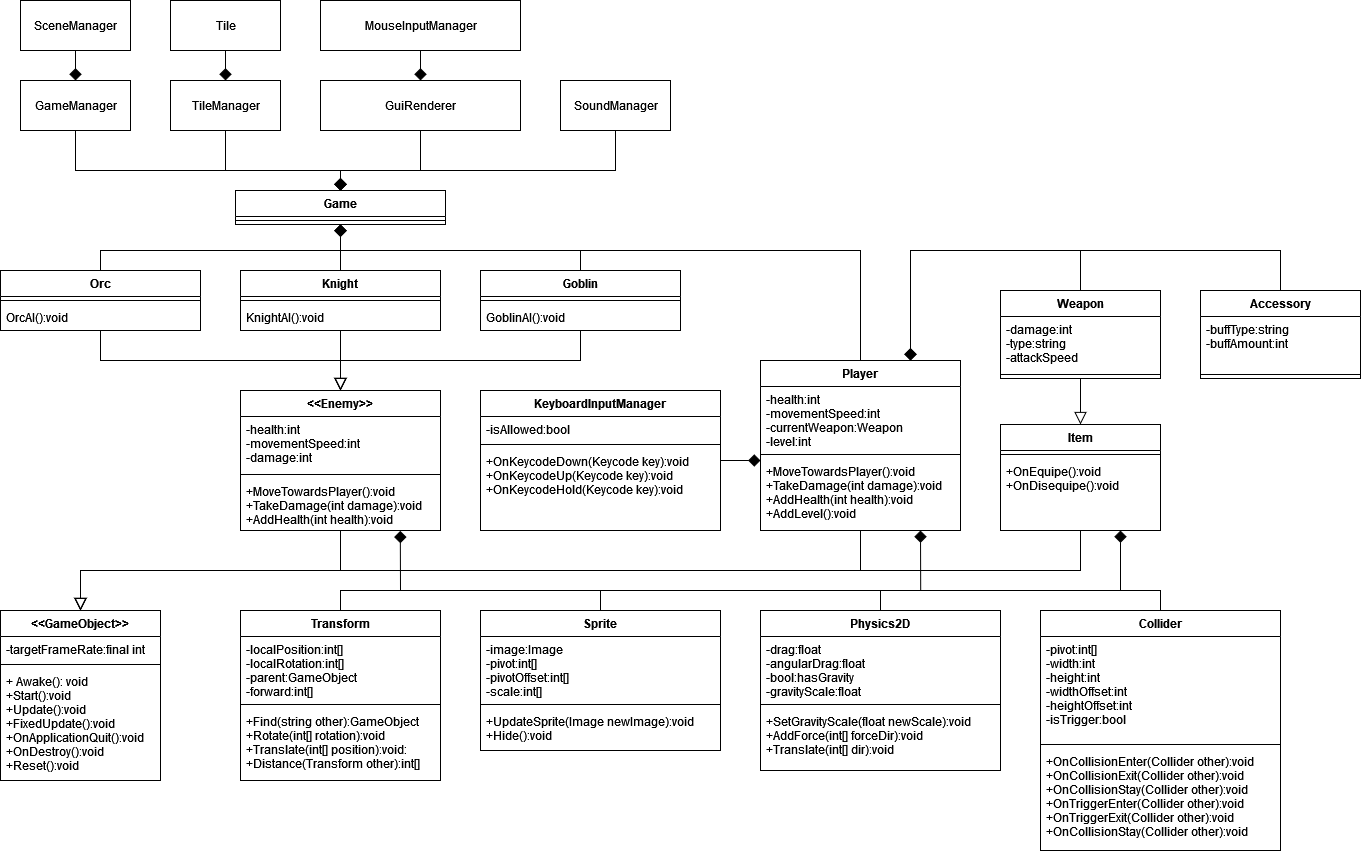 SceneManager
Tile
MouseInputManager
GameManager
TileManager
GuiRenderer
SoundManager
Game
Orc
OrcAI():void
Knight
KnightAI():void
Goblin
GoblinAI():void
Weapon
-damage:int
-type:string
-attackSpeed
Accessory
-buffType:string
-buffAmount:int
<<Enemy>>
-health:int
-movementSpeed:int
-damage:int
+MoveTowardsPlayer():void
+TakeDamage(int damage):void
+AddHealth(int health):void
KeyboardInputManager
-isAllowed:bool
+OnKeycodeDown(Keycode key):void
+OnKeycodeUp(Keycode key):void
+OnKeycodeHold(Keycode key):void
Player
-health:int
-movementSpeed:int
-currentWeapon:Weapon
-level:int
+MoveTowardsPlayer():void
+TakeDamage(int damage):void
+AddHealth(int health):void
+AddLevel():void
Item
+OnEquipe():void
+OnDisequipe():void
<<GameObject>>
-targetFrameRate:final int
+ Awake(): void
+Start():void
+Update():void
+FixedUpdate():void
+OnApplicationQuit():void
+OnDestroy():void
+Reset():void
Transform
-localPosition:int[]
-localRotation:int[]
-parent:GameObject
-forward:int[]
+Find(string other):GameObject
+Rotate(int[] rotation):void
+Translate(int[] position):void:
+Distance(Transform other):int[]
Sprite
-image:Image
-pivot:int[]
-pivotOffset:int[]
-scale:int[]
+UpdateSprite(Image newImage):void
+Hide():void
Physics2D
-drag:float
-angularDrag:float
-bool:hasGravity
-gravityScale:float
+SetGravityScale(float newScale):void
+AddForce(int[] forceDir):void
+Translate(int[] dir):void
Collider
-pivot:int[]
-width:int
-height:int
-widthOffset:int
-heightOffset:int
-isTrigger:bool
+OnCollisionEnter(Collider other):void
+OnCollisionExit(Collider other):void
+OnCollisionStay(Collider other):void
+OnTriggerEnter(Collider other):void
+OnTriggerExit(Collider other):void
+OnCollisionStay(Collider other):void